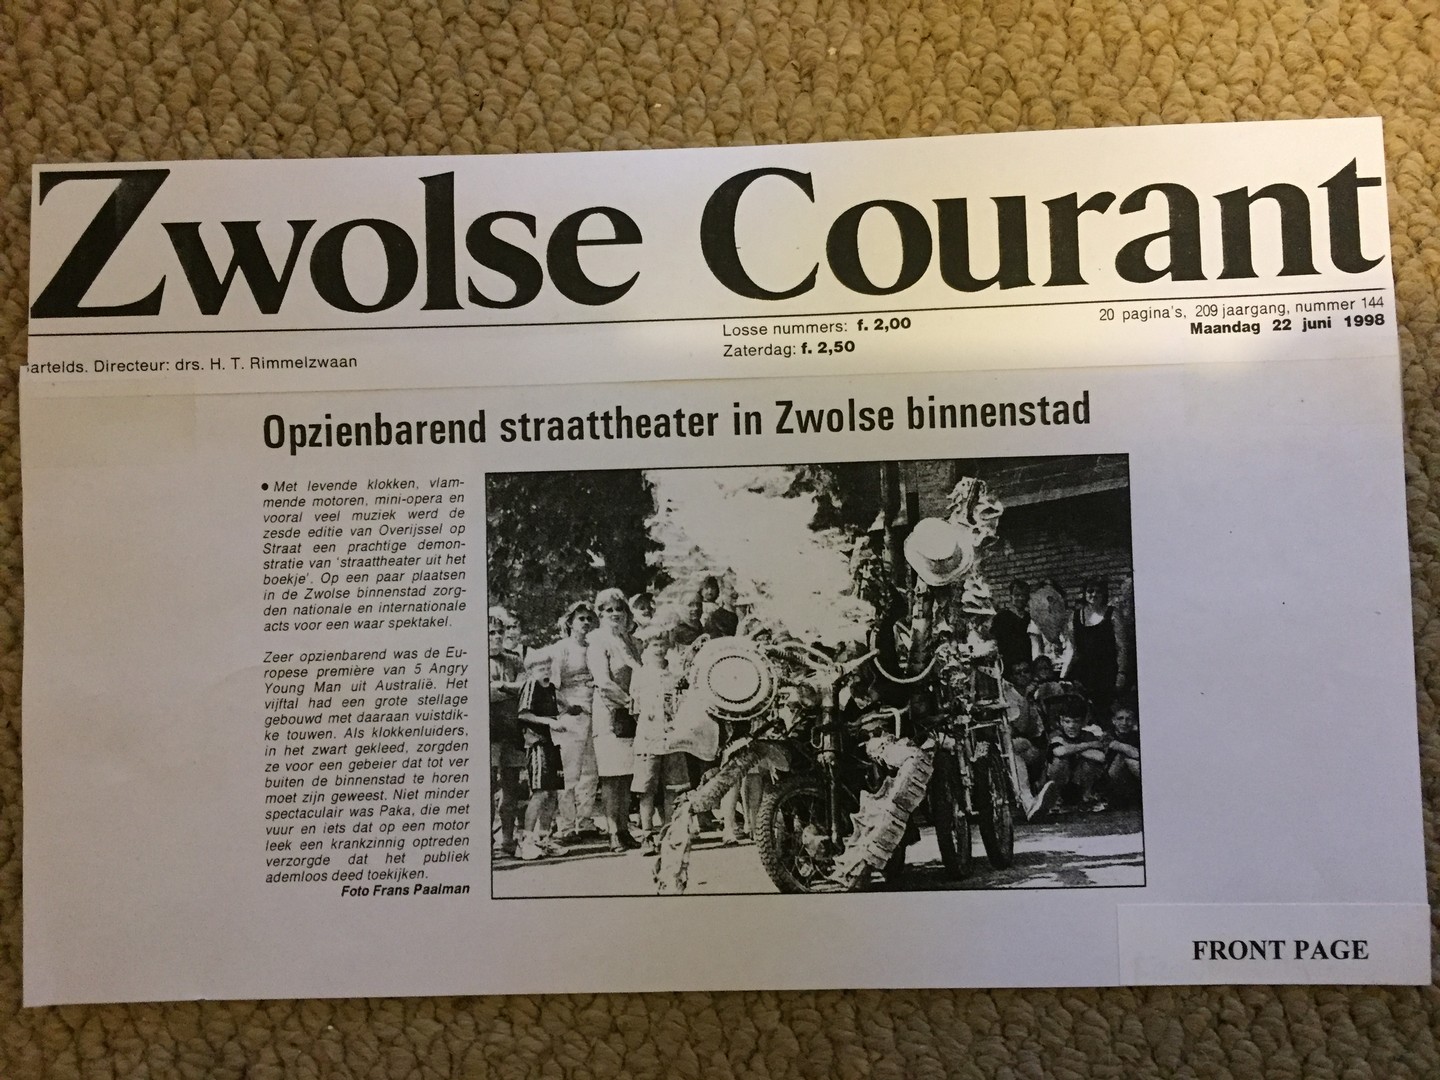 Zwolse Courant
20 pagina's, 209 jaargang, nummer 144
Maandag 22 juni 1998
Losse nummers: f. 2,00
Zaterdag: f. 2,50
artelds. Directeur: drs. H. T. Rimmelzwaan
Opzienbarend straattheater in Zwolse binnenstad
● Met levende klokken, vlam-
mende motoren, mini-opera en
vooral veel muziek werd de
zesde editie van Overijssel op
Straat een prachtige demon-
stratie van 'straattheater uit het
boekje'. Op een paar plaatsen
in de Zwolse binnenstad zorg-
den nationale en internationale
acts voor een waar spektakel.
Zeer opzienbarend was de Eu-
ropese première van 5 Angry
Young Man uit Australië. Het
vijftal had een grote stellage
gebouwd met daaraan vuistdik-
ke touwen. Als klokkenluiders,
in het zwart gekleed, zorgden
ze voor een gebeier dat tot ver
buiten de binnenstad te horen
moet zijn geweest. Niet minder
spectaculair was Paka, die met
vuur en iets dat op een motor
leek een krankzinnig optreden
verzorgde dat het publiek
ademloos deed toekijken.
Foto Frans Paalman
FRONT PAGE